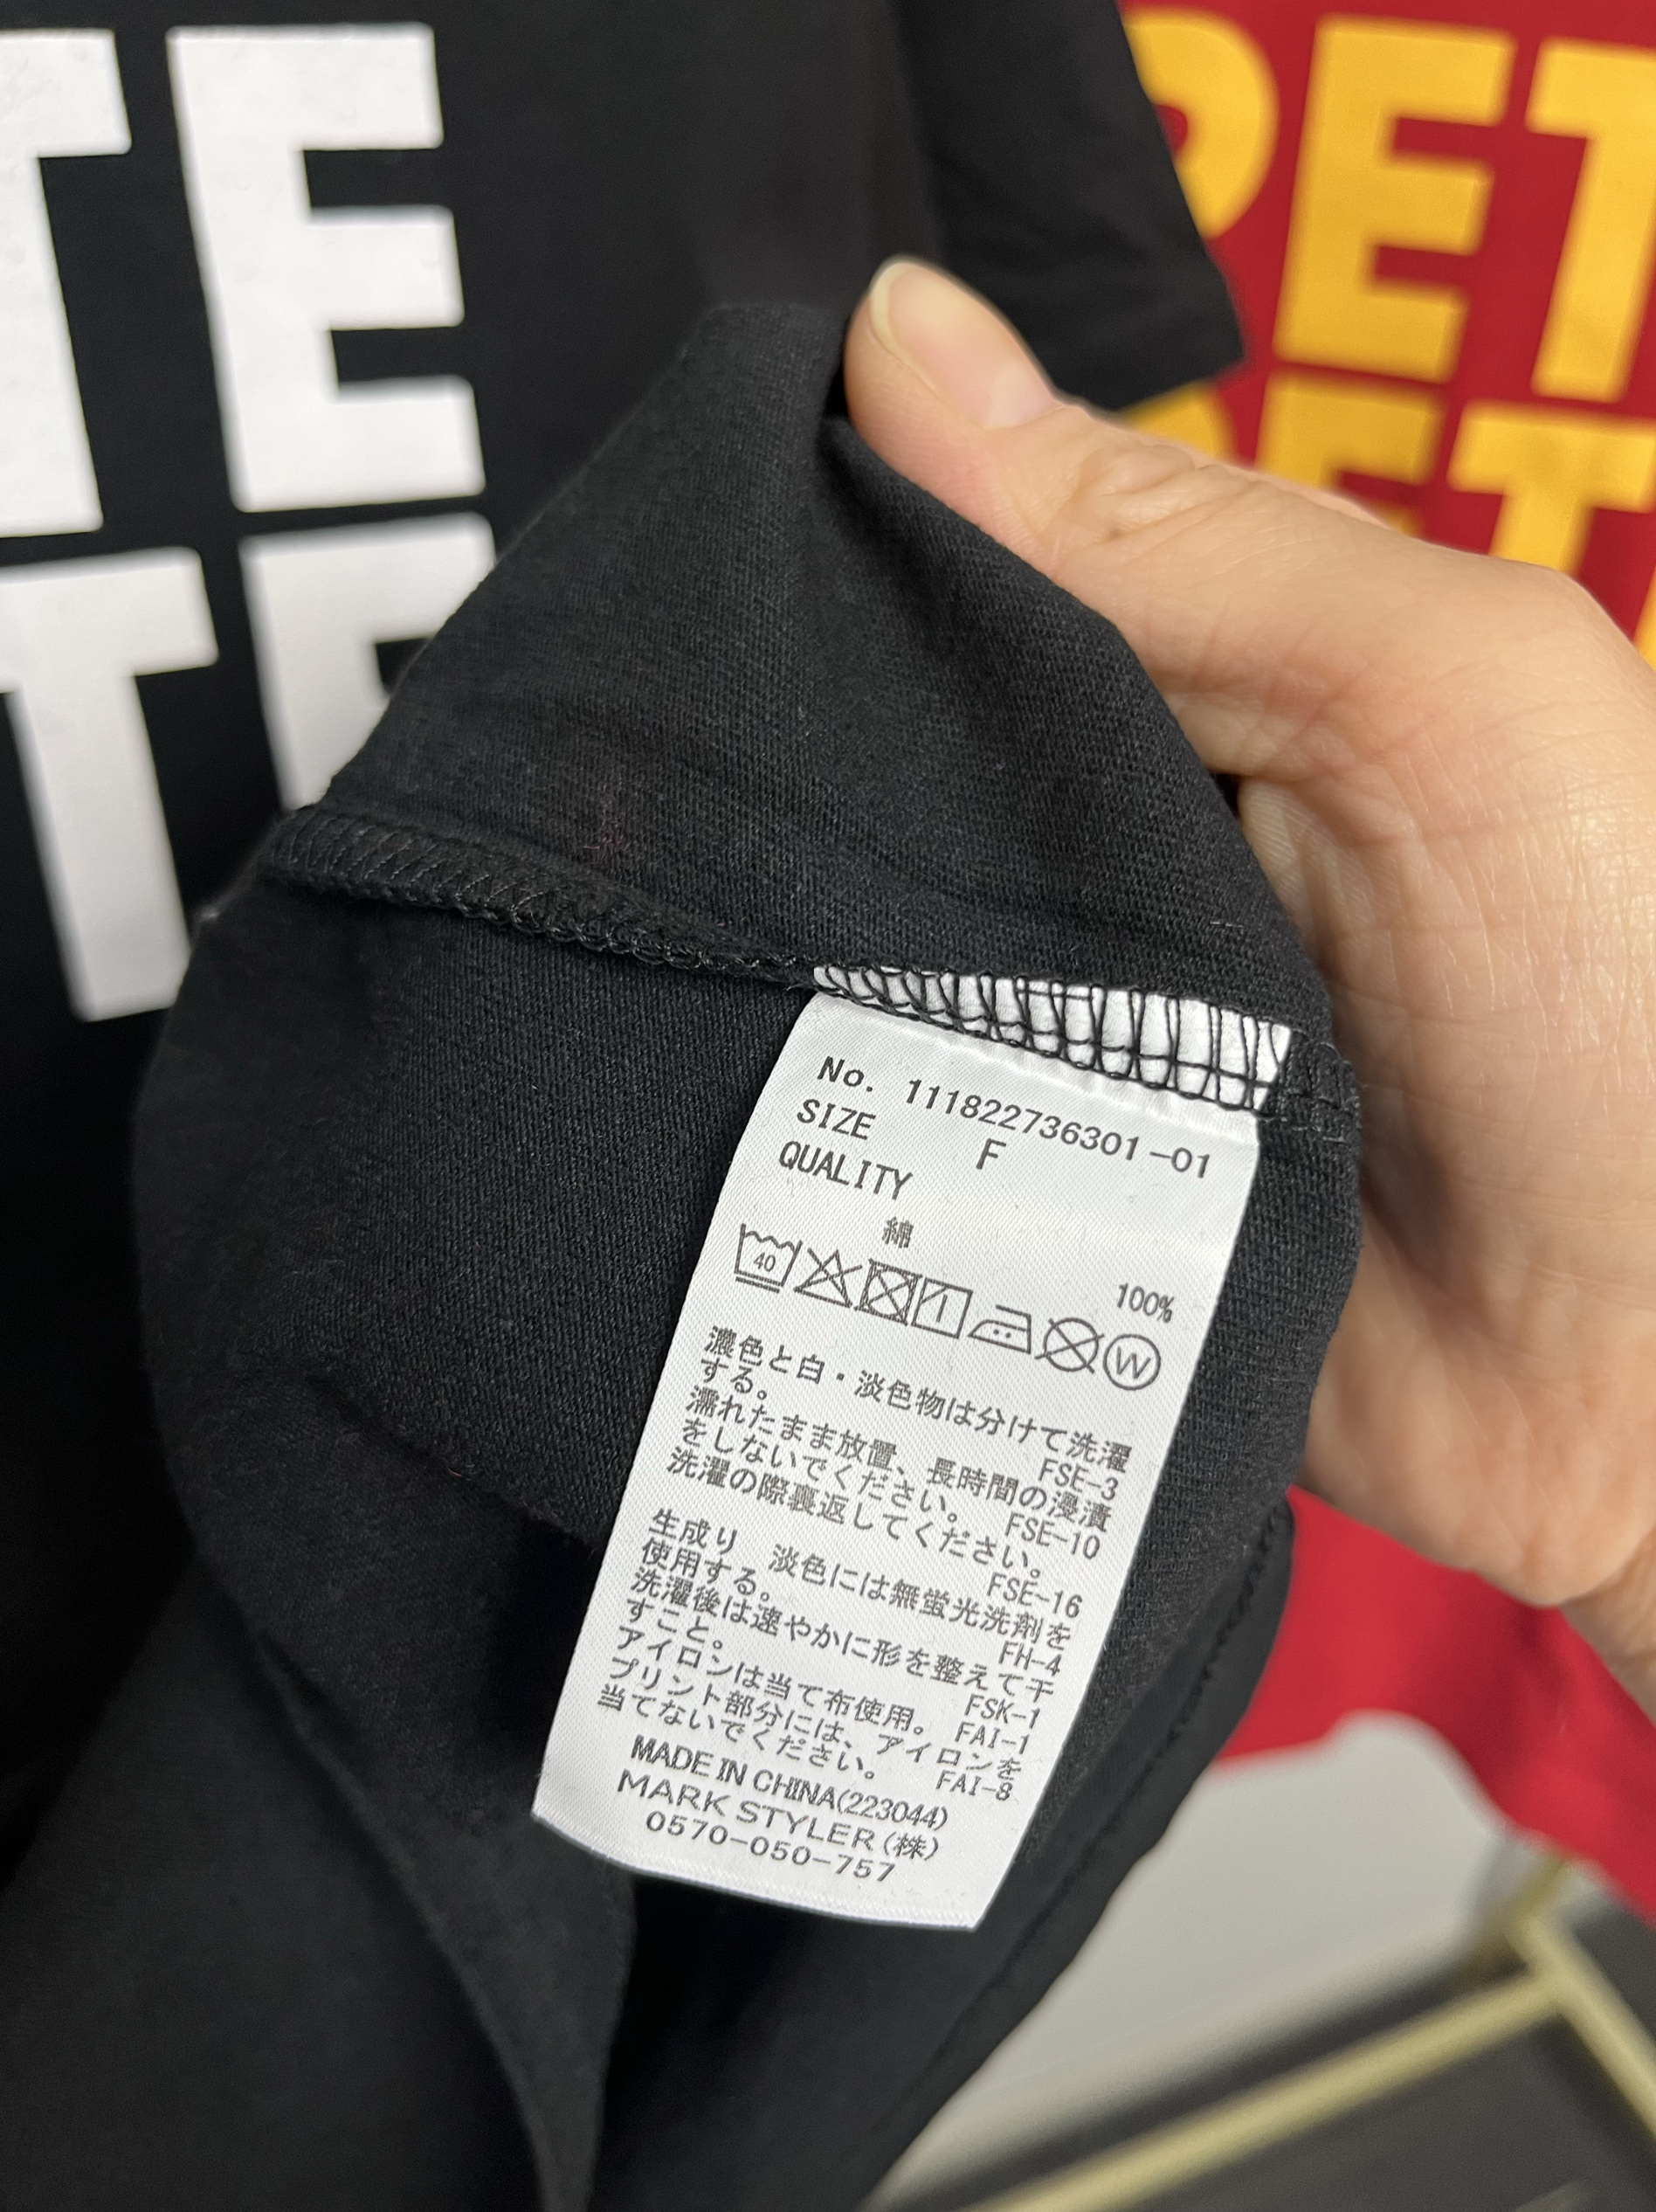 TE
TE
PET
PET
No. 111822736301-01
SIZE F
QUALITY
綿 100%
40
W
濃色と白・淡色物は分けて洗濯
する。 FSE-3
濡れたまま放置、長時間の浸漬
をしないでください。 FSE-10
洗濯の際裏返してください。
FSE-16
生成り 淡色には無蛍光洗剤を
使用する。 FH-4
洗濯後は速やかに形を整えて干
すこと。 FSK-1
アイロンは当て布使用。 FAI-1
プリント部分には、アイロンを
当てないでください。 FAI-8
MADE IN CHINA(223044)
MARK STYLER(株)
0570-050-757